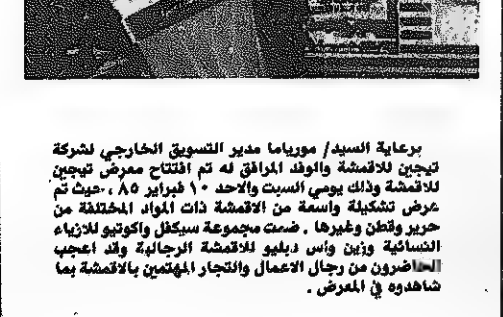 برعاية السيد/ مورياما مدير التسويق الخارجي لشركة
تيجين للاقمشة والوفد المرافق له تم افتتاح معرض تيجين
للاقمشة وذلك يومي السبت والاحد ١٠ فبراير ٨٥ ، حيث تم
عرض تشكيلة واسعة من الاقمشة ذات المواد المختلفة من
حرير وقطن وغيرها . ضمت مجموعة سيكفل واكوتيو للازياء
النسائية وزين واس دبليو للاقمشة الرجالية وقد اعجب
الحاضرون من رجال الاعمال والتجار المهتمين بالاقمشة بما
شاهدوه في المعرض .